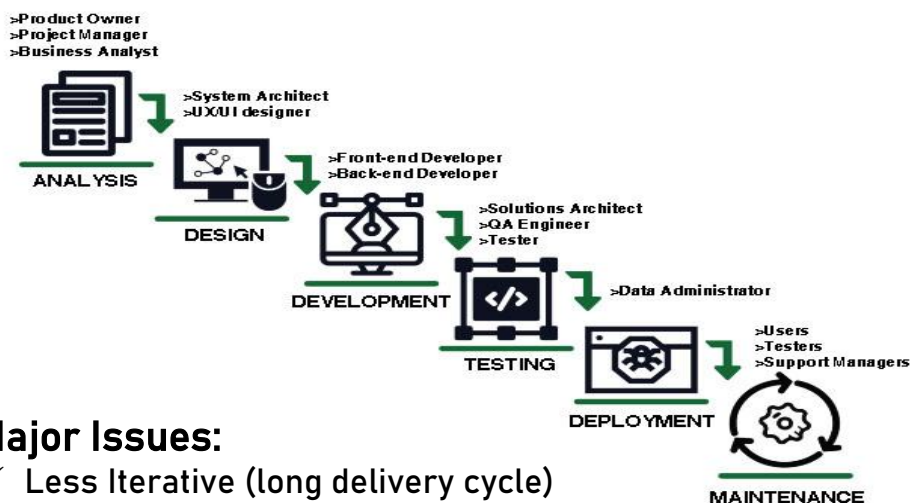 >Product Owner
>Project Manager
>Business Analyst
>System Architect
>UX/UI designer
ANALYSIS
>Front-end Developer
>Back-end Developer
DESIGN
>Solutions Architect
>QA Engineer
>Tester
DEVELOPMENT
</>
>Data Administrator
TESTING
>Users
>Testers
>Support Managers
DEPLOYMENT
ajor Issues:
Less Iterative (long delivery cycle)
MAINTENANCE